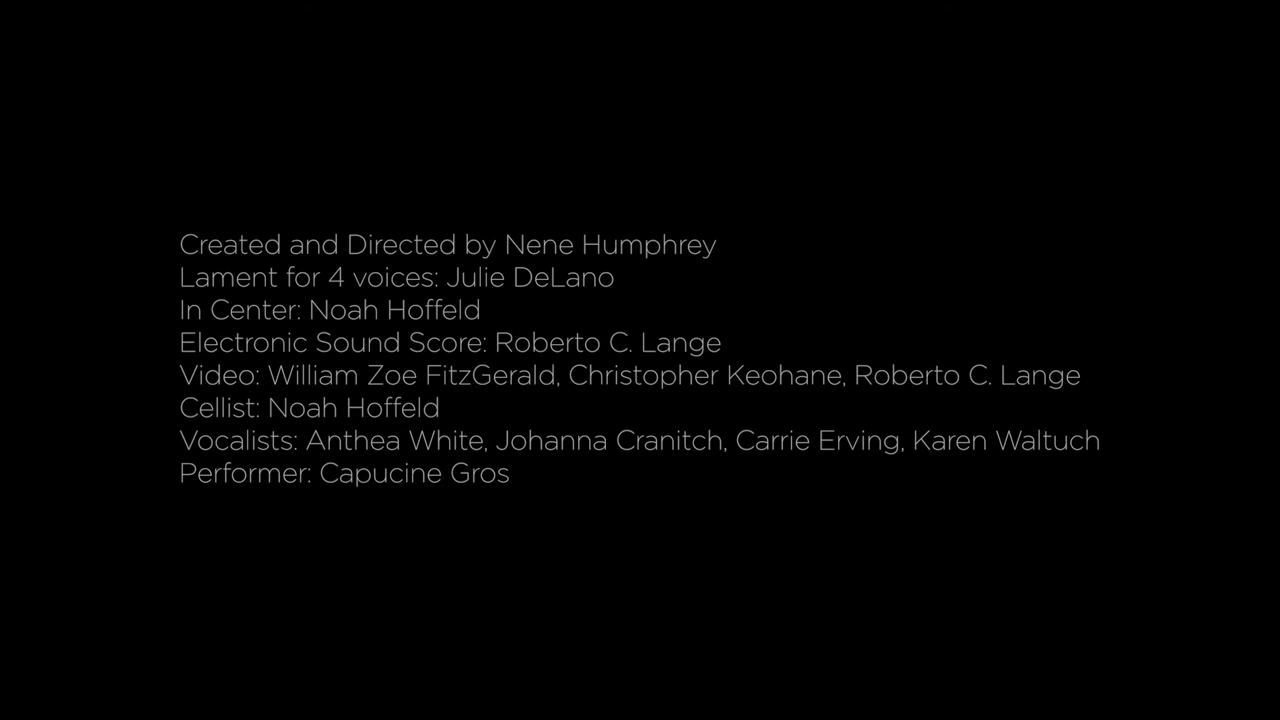 Created and Directed by Nene Humphrey
Lament for 4 voices: Julie DeLano
In Center: Noah Hoffeld
Electronic Sound Score: Roberto C. Lange
Video: William Zoe FitzGerald, Christopher Keohane, Roberto C. Lange
Cellist: Noah Hoffeld
Vocalists: Anthea White, Johanna Cranitch, Carrie Erving, Karen Waltuch
Performer: Capucine Gros